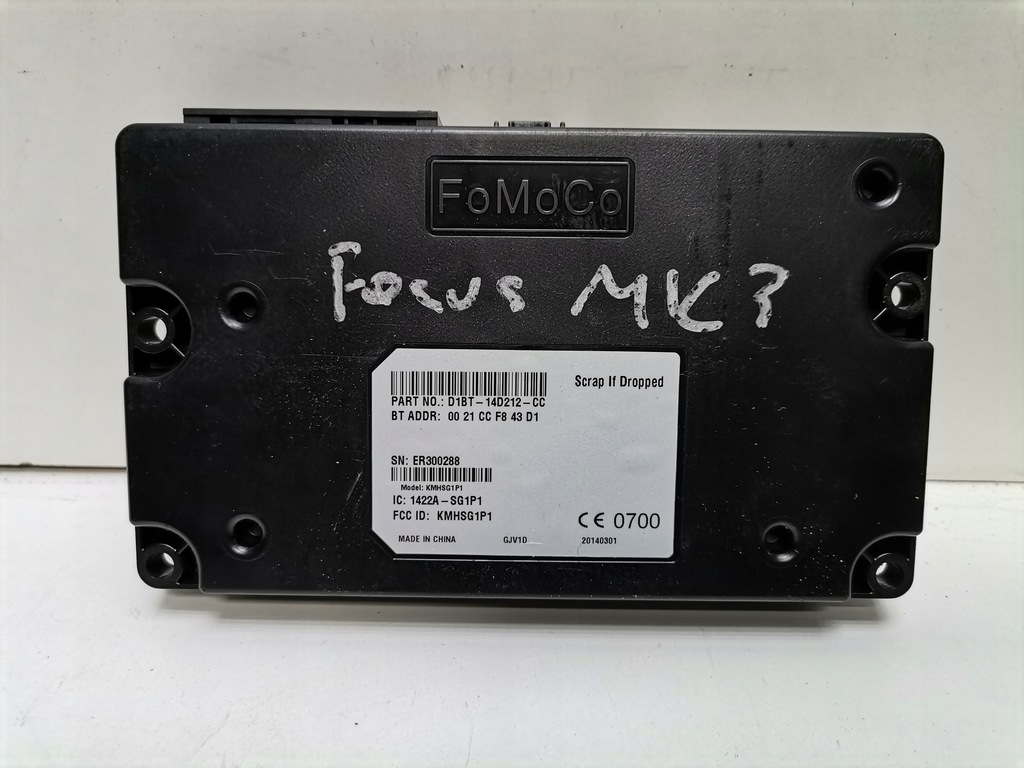 FoMoCo
Focus MK3
Scrap If Dropped
PART NO.: D1BT-14D212-CC
BT ADDR: 00 21 CC F8 43 D1
SN: ER300288
Model: KMHSG1P1
IC: 1422A-SG1P1
FCC ID: KMHSG1P1
CE 0700
MADE IN CHINA GJV1D 20140301